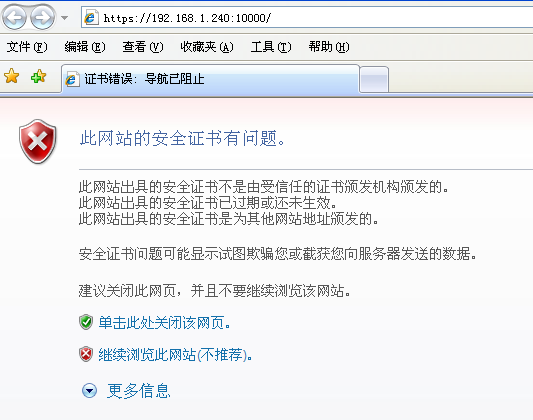 https://192.168.1.240:10000/
文件(F) 编辑(E) 查看(V) 收藏夹(A) 工具(T) 帮助(H)
证书错误: 导航已阻止
此网站的安全证书有问题。
此网站出具的安全证书不是由受信任的证书颁发机构颁发的。
此网站出具的安全证书已过期或还未生效。
此网站出具的安全证书是为其他网站地址颁发的。
安全证书问题可能显示试图欺骗您或截获您向服务器发送的数据。
建议关闭此网页，并且不要继续浏览该网站。
单击此处关闭该网页。
继续浏览此网站(不推荐)。
更多信息